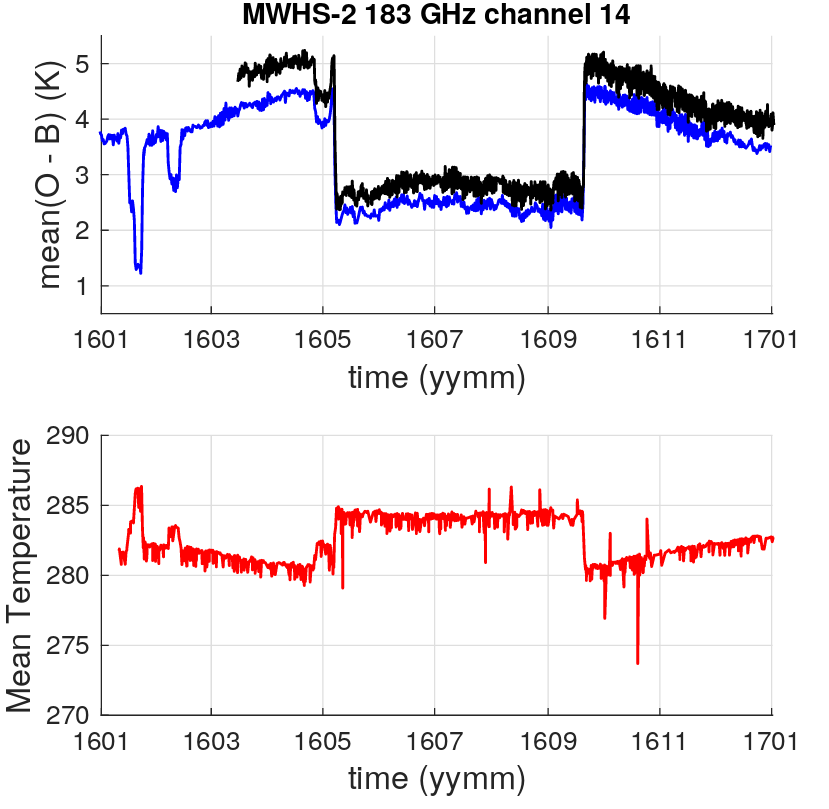 MWHS-2 183 GHz channel 14
mean(O - B) (K)
5
4
3
2
1
1601 1603 1605 1607 1609 1611 1701
time (yymm)
Mean Temperature
290
285
280
275
270
1601 1603 1605 1607 1609 1611 1701
time (yymm)